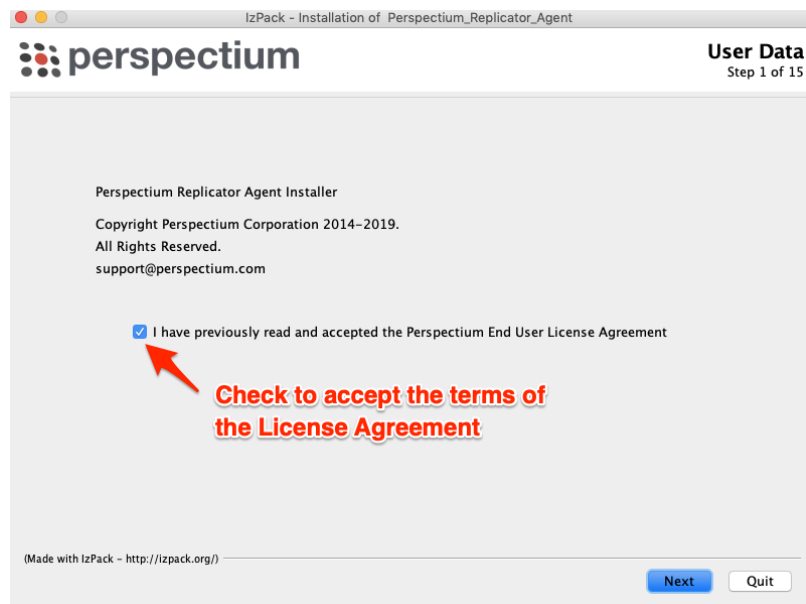 IzPack - Installation of Perspectium_Replicator_Agent
perspectium
User Data
Step 1 of 15
Perspectium Replicator Agent Installer
Copyright Perspectium Corporation 2014-2019.
All Rights Reserved.
support@perspectium.com
I have previously read and accepted the Perspectium End User License Agreement
Check to accept the terms of
the License Agreement
(Made with IzPack - http://izpack.org/)
Next
Quit